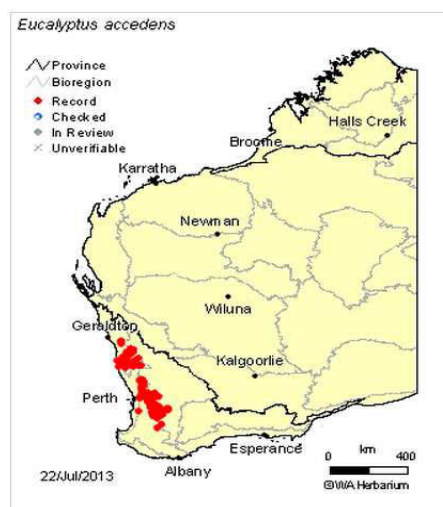 Eucalyptus accedens
Province
Bioregion
Record
Checked
In Review
Unverifiable
Broome
Halls Creek
Karratha
Newman
Wiluna
Geraldton
Kalgoorlie
Perth
Esperance
Albany
km
0 400
22/Jul/2013
©WA Herbarium